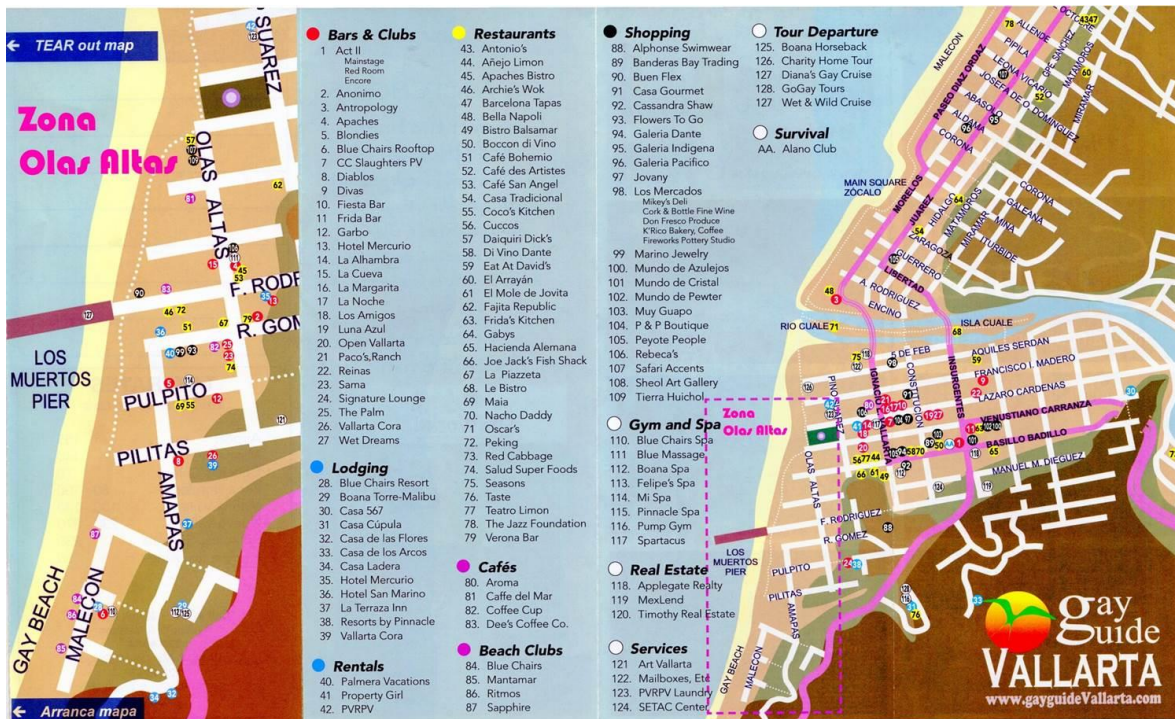 ← TEAR out map
Zona
Olas Altas
SUAREZ
OLAS ALTAS
F. RODR
R. GOM
LOS
MUERTOS
PIER
PULPITO
PILITAS
AMAPAS
GAY BEACH
MALECON
← Arranca mapa
Bars & Clubs
1 Act II
Mainstage
Red Room
Encore
2. Anonimo
3. Antropology
4. Apaches
5. Blondies
6. Blue Chairs Rooftop
7 CC Slaughters PV
8. Diablos
9 Divas
10. Fiesta Bar
11 Frida Bar
12. Garbo
13. Hotel Mercurio
14. La Alhambra
15. La Cueva
16. La Margarita
17 La Noche
18. Los Amigos
19 Luna Azul
20. Open Vallarta
21 Paco's,Ranch
22. Reinas
23. Sama
24. Signature Lounge
25. The Palm
26. Vallarta Cora
27 Wet Dreams
Lodging
28. Blue Chairs Resort
29 Boana Torre-Malibu
30. Casa 567
31 Casa Cúpula
32. Casa de las Flores
33. Casa de los Arcos
34. Casa Ladera
35. Hotel Mercurio
36. Hotel San Marino
37 La Terraza Inn
38. Resorts by Pinnacle
39 Vallarta Cora
Rentals
40. Palmera Vacations
41 Property Girl
42. PVRPV
Restaurants
43. Antonio's
44. Añejo Limon
45. Apaches Bistro
46. Archie's Wok
47 Barcelona Tapas
48. Bella Napoli
49 Bistro Balsamar
50. Boccon di Vino
51 Café Bohemio
52. Café des Artistes
53. Café San Angel
54. Casa Tradicional
55. Coco's Kitchen
56. Cuccos
57 Daiquiri Dick's
58. Di Vino Dante
59 Eat At David's
60. El Arrayán
61 El Mole de Jovita
62. Fajita Republic
63. Frida's Kitchen
64. Gabys
65. Hacienda Alemana
66. Joe Jack's Fish Shack
67 La Piazzeta
68. Le Bistro
69 Maia
70. Nacho Daddy
71 Oscar's
72. Peking
73. Red Cabbage
74. Salud Super Foods
75. Seasons
76. Taste
77 Teatro Limon
78. The Jazz Foundation
79 Verona Bar
Cafés
80. Aroma
81 Caffe del Mar
82. Coffee Cup
83. Dee's Coffee Co.
Beach Clubs
84. Blue Chairs
85. Mantamar
86. Ritmos
87 Sapphire
Shopping
88. Alphonse Swimwear
89 Banderas Bay Trading
90. Buen Flex
91 Casa Gourmet
92. Cassandra Shaw
93. Flowers To Go
94. Galeria Dante
95. Galeria Indigena
96. Galeria Pacifico
97 Jovany
98. Los Mercados
Mikey's Deli
Cork & Bottle Fine Wine
Don Fresco Produce
K'Rico Bakery, Coffee
Fireworks Pottery Studio
99 Marino Jewelry
100. Mundo de Azulejos
101 Mundo de Cristal
102. Mundo de Pewter
103. Muy Guapo
104. P & P Boutique
105. Peyote People
106. Rebeca's
107 Safari Accents
108. Sheol Art Gallery
109 Tierra Huichol
Gym and Spa
110. Blue Chairs Spa
111 Blue Massage
112. Boana Spa
113. Felipe's Spa
114. Mi Spa
115. Pinnacle Spa
116. Pump Gym
117 Spartacus
Real Estate
118. Applegate Realty
119 MexLend
120. Timothy Real Estate
Services
121 Art Vallarta
122. Mailboxes, Etc
123. PVRPV Laundry
124. SETAC Center
Tour Departure
125. Boana Horseback
126. Charity Home Tour
127 Diana's Gay Cruise
128. GoGay Tours
127 Wet & Wild Cruise
Survival
AA. Alano Club
MALECON
PASEO DIAZ ORDAZ
ALLENDE
PIPILA
LEONA VICARIO
JOSEFA DE O. DOMINGUEZ
ABASOLO
ALDAMA
CORONA
MATAMOROS
MIRAMAR
MAIN SQUARE
ZÓCALO
MORELOS
JUAREZ
HIDALGO
MATAMOROS
MIRAMAR
CORONA
GALEANA
MINA
ITURBIDE
ZARAGOZA
GUERRERO
LIBERTAD
A. RODRIGUEZ
ENCINO
RIO CUALE
ISLA CUALE
5 DE FEB
AQUILES SERDAN
FRANCISCO I. MADERO
LAZARO CARDENAS
VENUSTIANO CARRANZA
BASILLO BADILLO
MANUEL M. DIEGUEZ
INSURGENTES
CONSTITUCION
IGNACIO VALLARTA
PINO SUAREZ
Zona
Olas Altas
OLAS ALTAS
F. RODRIGUEZ
R. GOMEZ
LOS
MUERTOS
PIER
PULPITO
PILITAS
AMAPAS
GAY BEACH
MALECON
gay
guide
VALLARTA
www.gayguideVallarta.com